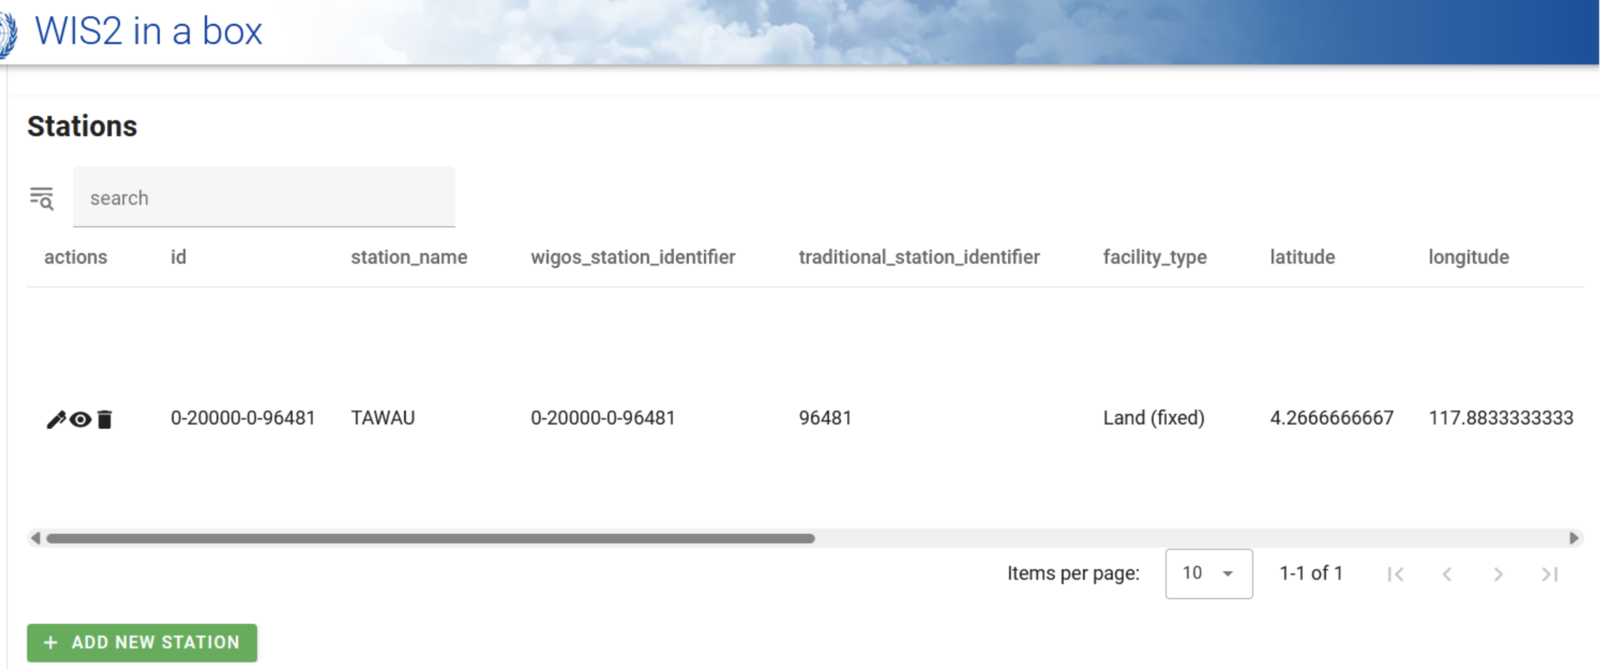 WIS2 in a box
Stations
search
actions id station_name wigos_station_identifier traditional_station_identifier facility_type latitude longitude
0-20000-0-96481 TAWAU 0-20000-0-96481 96481 Land (fixed) 4.2666666667 117.8833333333
Items per page: 10 1-1 of 1
+ ADD NEW STATION